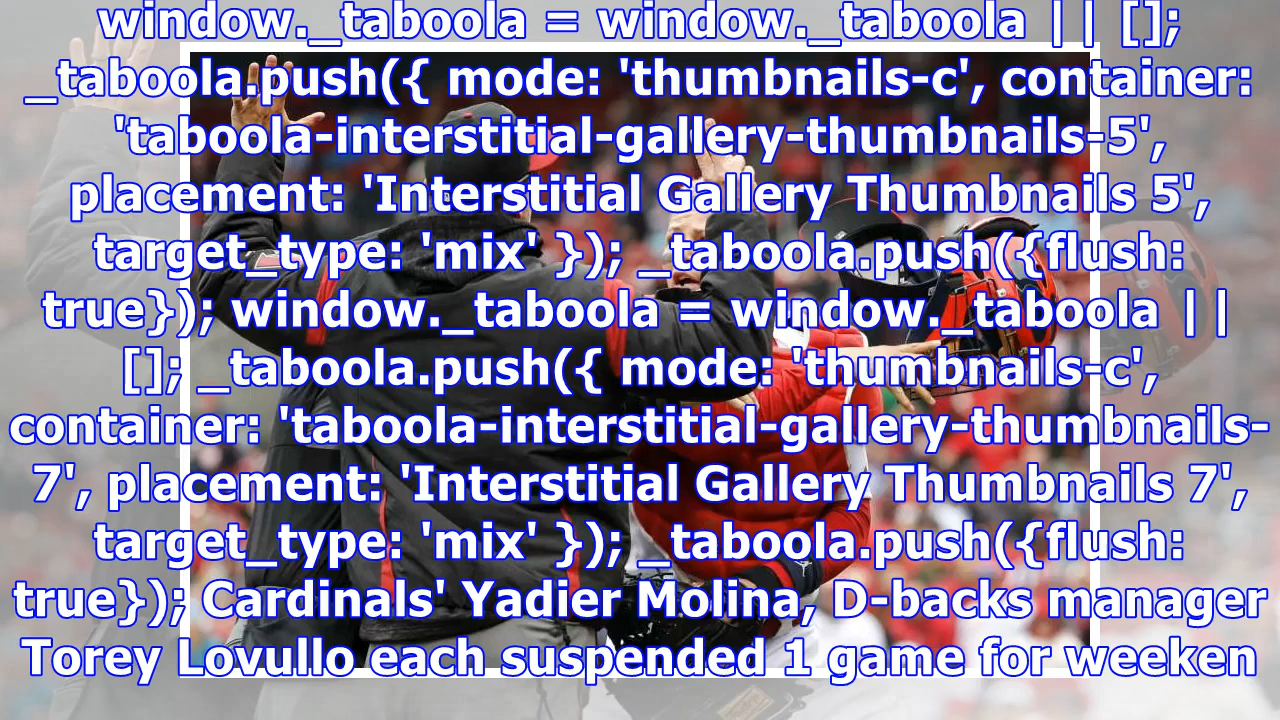 window._taboola = window._taboola || [];
_taboola.push({ mode: 'thumbnails-c', container:
'taboola-interstitial-gallery-thumbnails-5',
placement: 'Interstitial Gallery Thumbnails 5',
target_type: 'mix' }); _taboola.push({flush:
true}); window._taboola = window._taboola ||
[]; _taboola.push({ mode: 'thumbnails-c',
container: 'taboola-interstitial-gallery-thumbnails-
7', placement: 'Interstitial Gallery Thumbnails 7',
target_type: 'mix' }); _taboola.push({flush:
true}); Cardinals' Yadier Molina, D-backs manager
Torey Lovullo each suspended 1 game for weeken